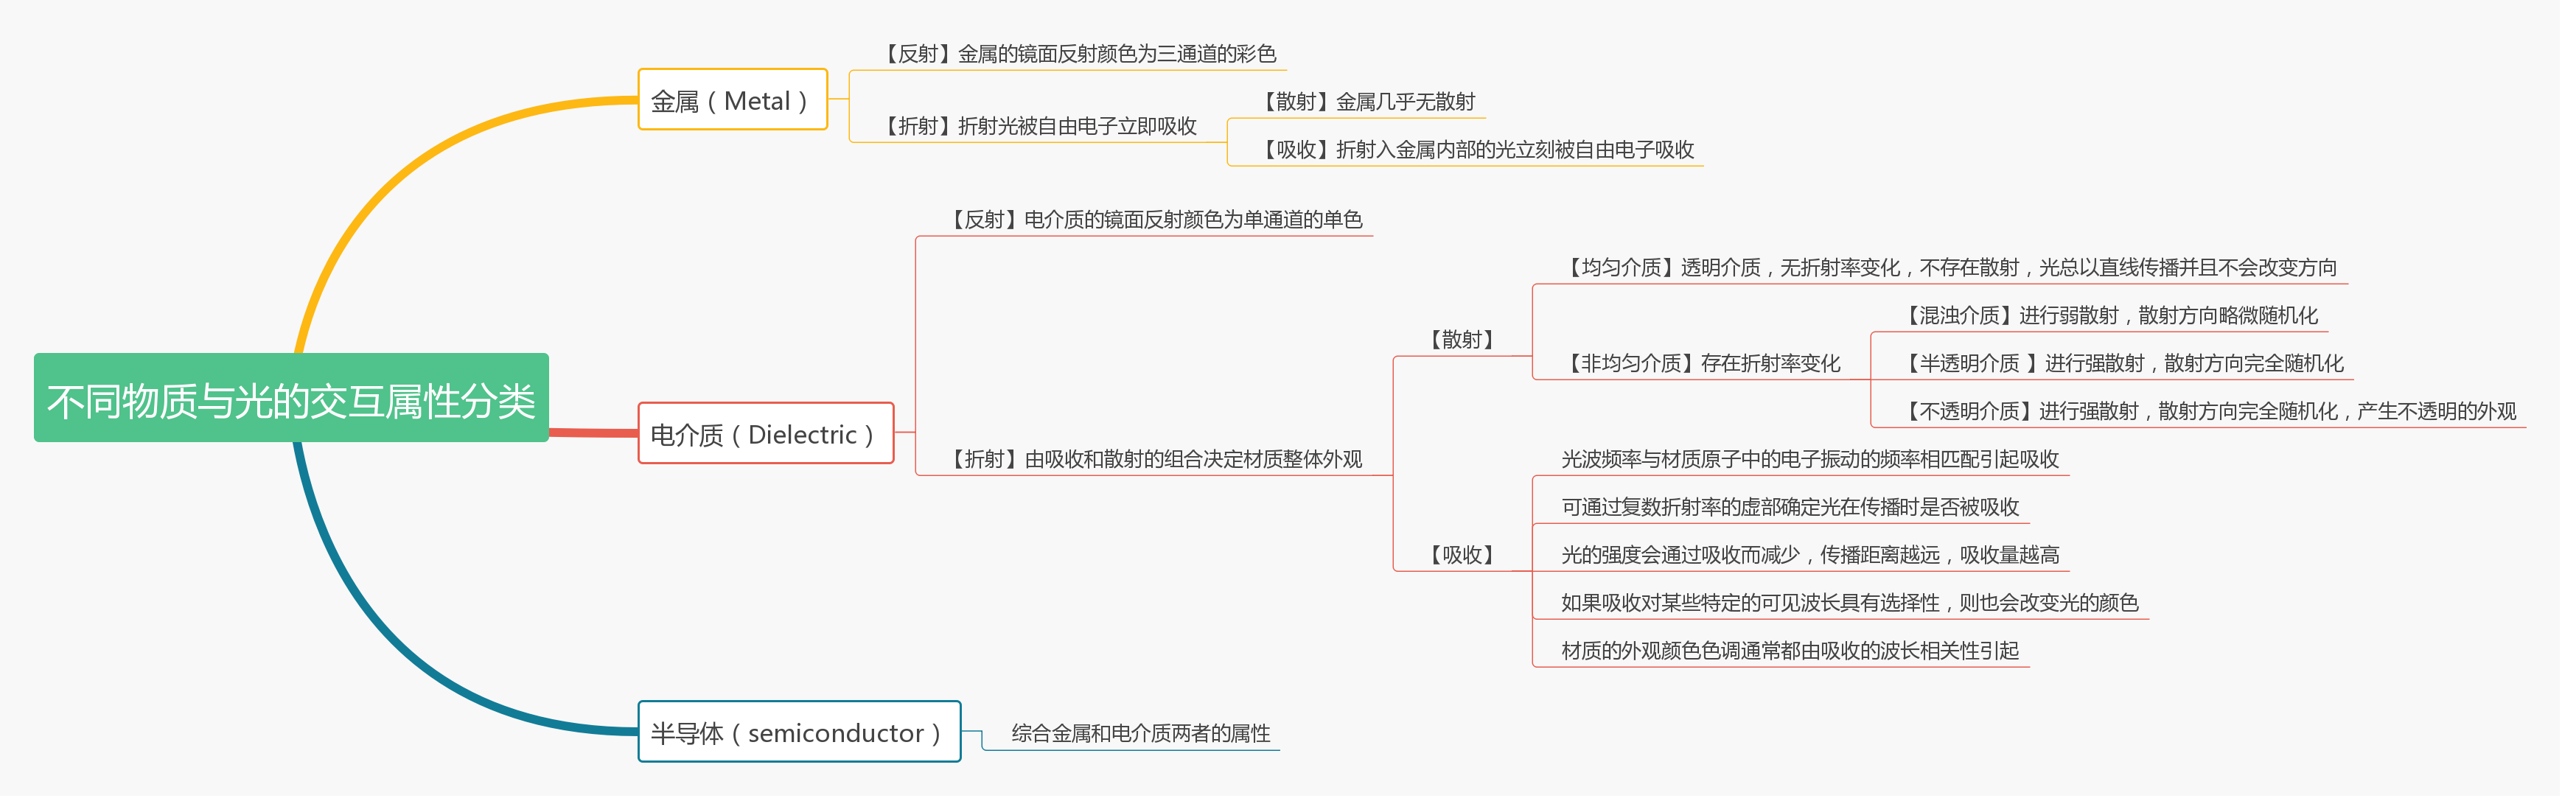 不同物质与光的交互属性分类
金属（Metal）
【反射】金属的镜面反射颜色为三通道的彩色
【折射】折射光被自由电子立即吸收
【散射】金属几乎无散射
【吸收】折射入金属内部的光立刻被自由电子吸收
电介质（Dielectric）
【反射】电介质的镜面反射颜色为单通道的单色
【折射】由吸收和散射的组合决定材质整体外观
【散射】
【均匀介质】透明介质，无折射率变化，不存在散射，光总以直线传播并且不会改变方向
【非均匀介质】存在折射率变化
【混浊介质】进行弱散射，散射方向略微随机化
【半透明介质 】进行强散射，散射方向完全随机化
【不透明介质】进行强散射，散射方向完全随机化，产生不透明的外观
【吸收】
光波频率与材质原子中的电子振动的频率相匹配引起吸收
可通过复数折射率的虚部确定光在传播时是否被吸收
光的强度会通过吸收而减少，传播距离越远，吸收量越高
如果吸收对某些特定的可见波长具有选择性，则也会改变光的颜色
材质的外观颜色色调通常都由吸收的波长相关性引起
半导体（semiconductor）
综合金属和电介质两者的属性